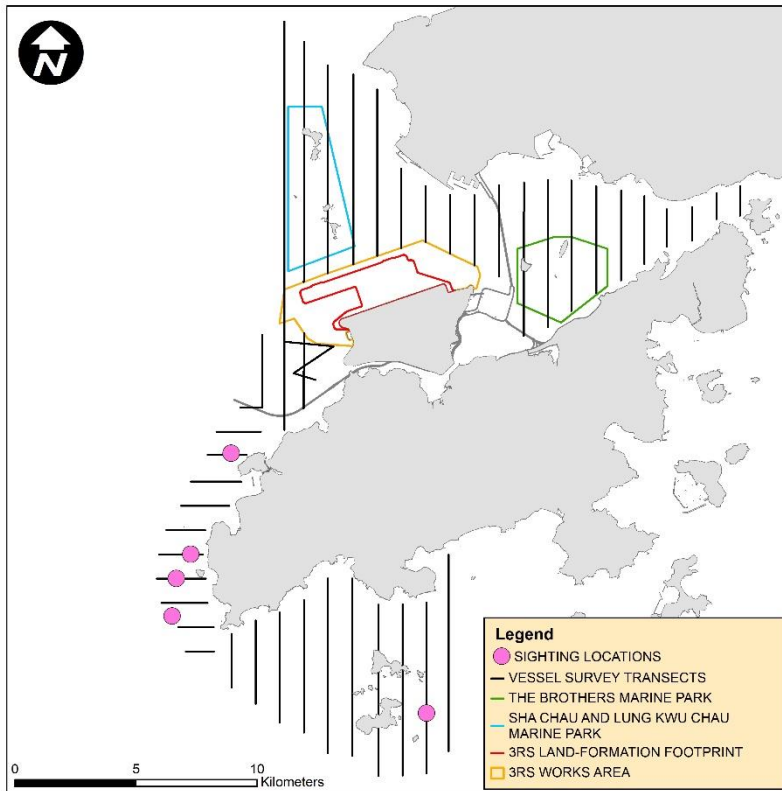 N
Legend
SIGHTING LOCATIONS
VESSEL SURVEY TRANSECTS
THE BROTHERS MARINE PARK
SHA CHAU AND LUNG KWU CHAU
MARINE PARK
3RS LAND-FORMATION FOOTPRINT
3RS WORKS AREA
0 5 10
Kilometers